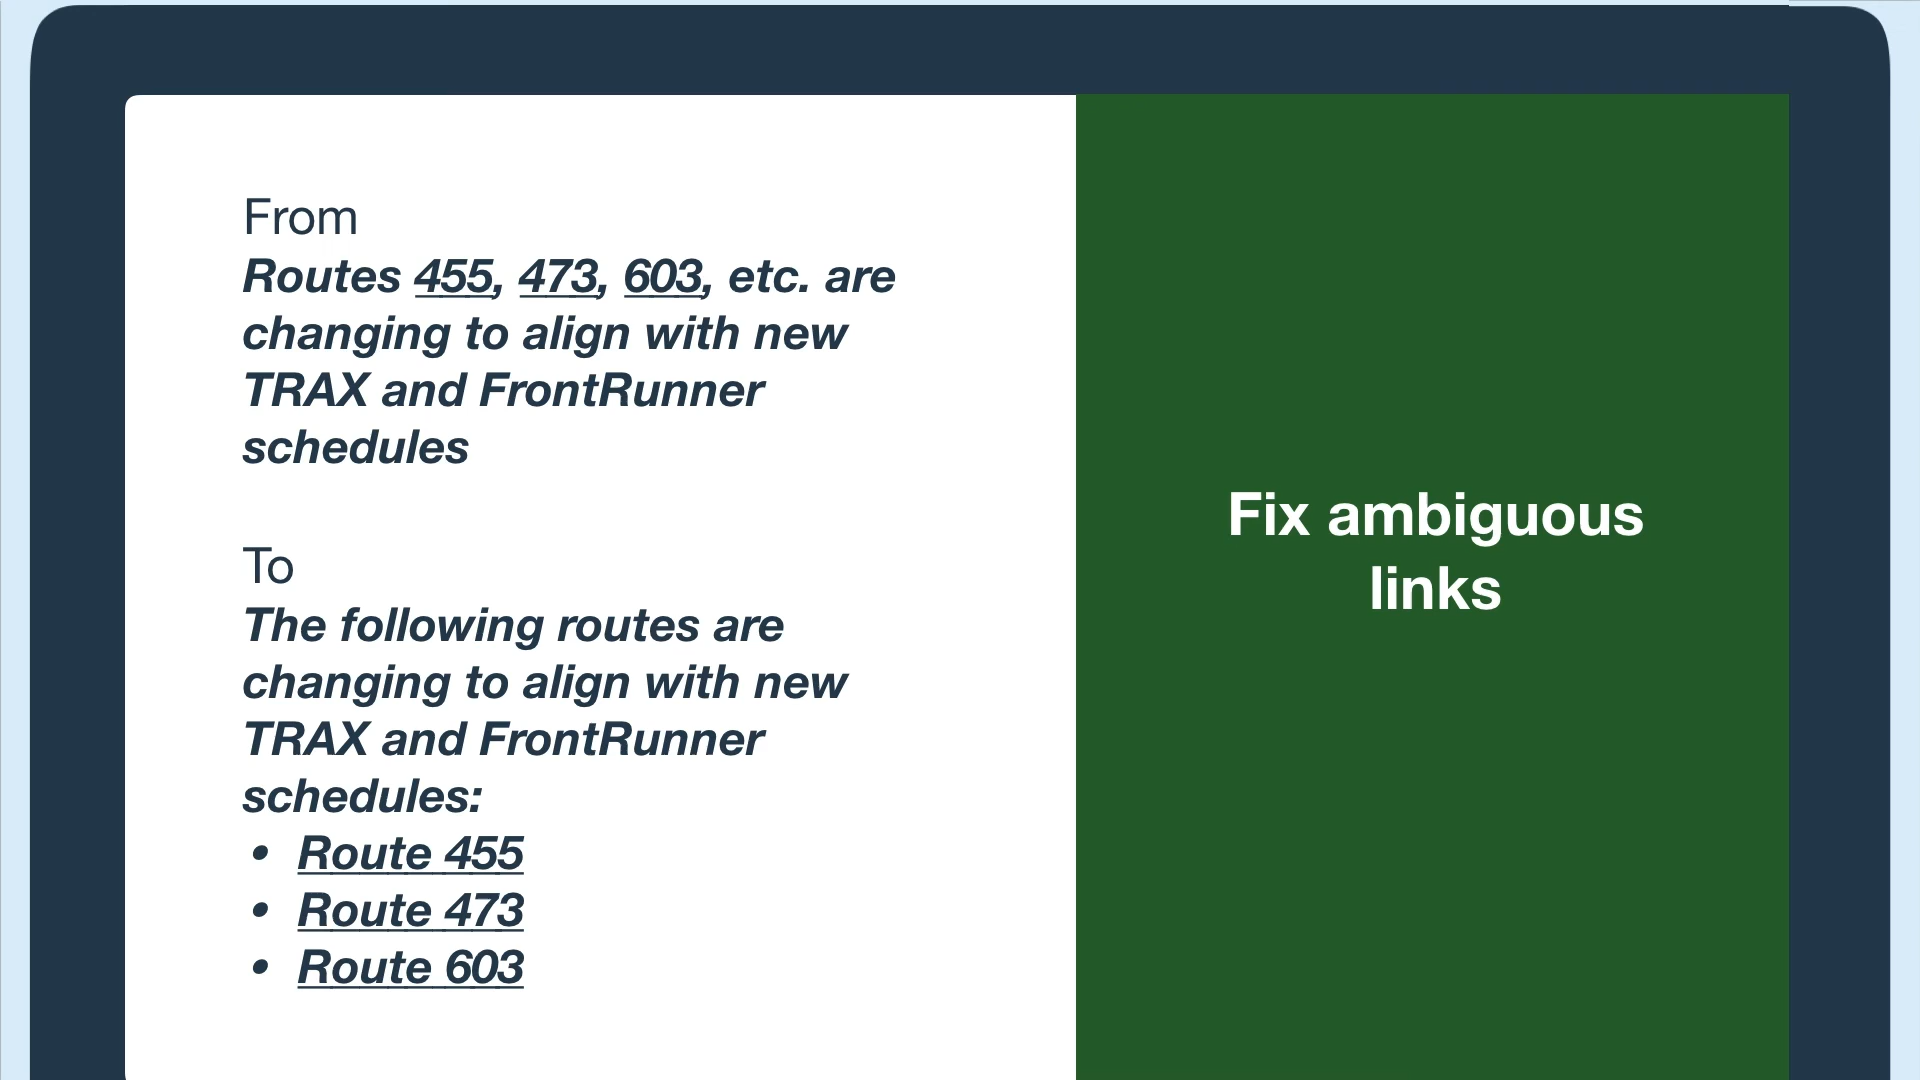 From
Routes 455, 473, 603, etc. are
changing to align with new
TRAX and FrontRunner
schedules
To
The following routes are
changing to align with new
TRAX and FrontRunner
schedules:
• Route 455
• Route 473
• Route 603
Fix ambiguous
links